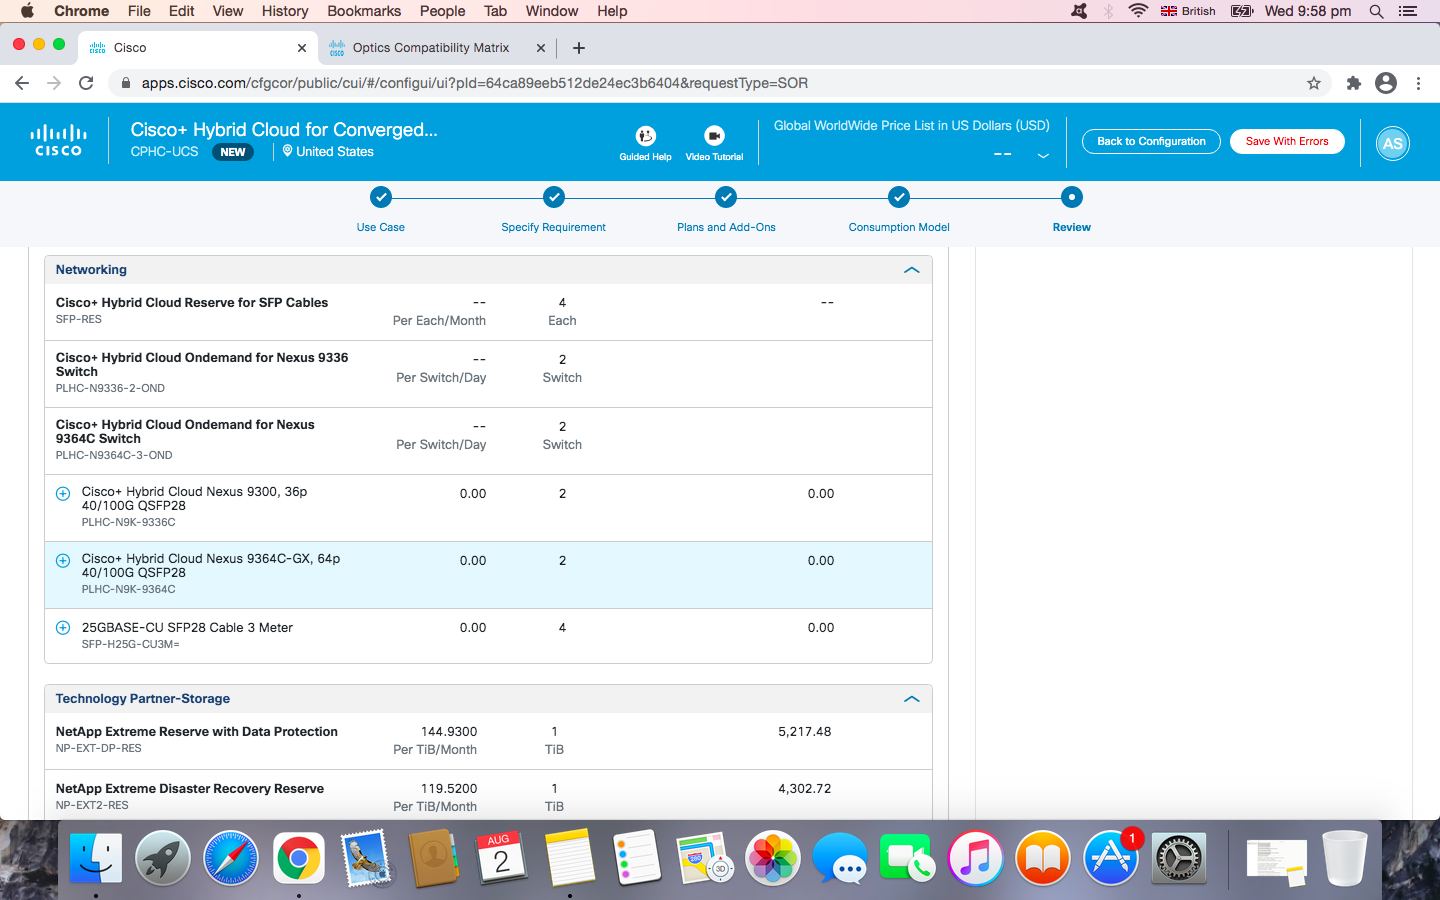 Chrome File Edit View History Bookmarks People Tab Window Help British Wed 9:58 pm
Cisco Optics Compatibility Matrix
apps.cisco.com/cfgcor/public/cui/#/configui/ui?pId=64ca89eeb512de24ec3b6404&requestType=SOR
CISCO
Cisco+ Hybrid Cloud for Converged...
CPHC-UCS NEW United States
Guided Help Video Tutorial
Global WorldWide Price List in US Dollars (USD)
--
Back to Configuration Save With Errors AS
Use Case Specify Requirement Plans and Add-Ons Consumption Model Review
Networking
Cisco+ Hybrid Cloud Reserve for SFP Cables -- 4 --
SFP-RES Per Each/Month Each
Cisco+ Hybrid Cloud Ondemand for Nexus 9336 -- 2
Switch Per Switch/Day Switch
PLHC-N9336-2-OND
Cisco+ Hybrid Cloud Ondemand for Nexus -- 2
9364C Switch Per Switch/Day Switch
PLHC-N9364C-3-OND
Cisco+ Hybrid Cloud Nexus 9300, 36p 0.00 2 0.00
40/100G QSFP28
PLHC-N9K-9336C
Cisco+ Hybrid Cloud Nexus 9364C-GX, 64p 0.00 2 0.00
40/100G QSFP28
PLHC-N9K-9364C
25GBASE-CU SFP28 Cable 3 Meter 0.00 4 0.00
SFP-H25G-CU3M=
Technology Partner-Storage
NetApp Extreme Reserve with Data Protection 144.9300 1 5,217.48
NP-EXT-DP-RES Per TiB/Month TiB
NetApp Extreme Disaster Recovery Reserve 119.5200 1 4,302.72
NP-EXT2-RES Per TiB/Month TiB
AUG
2
280
3D
1